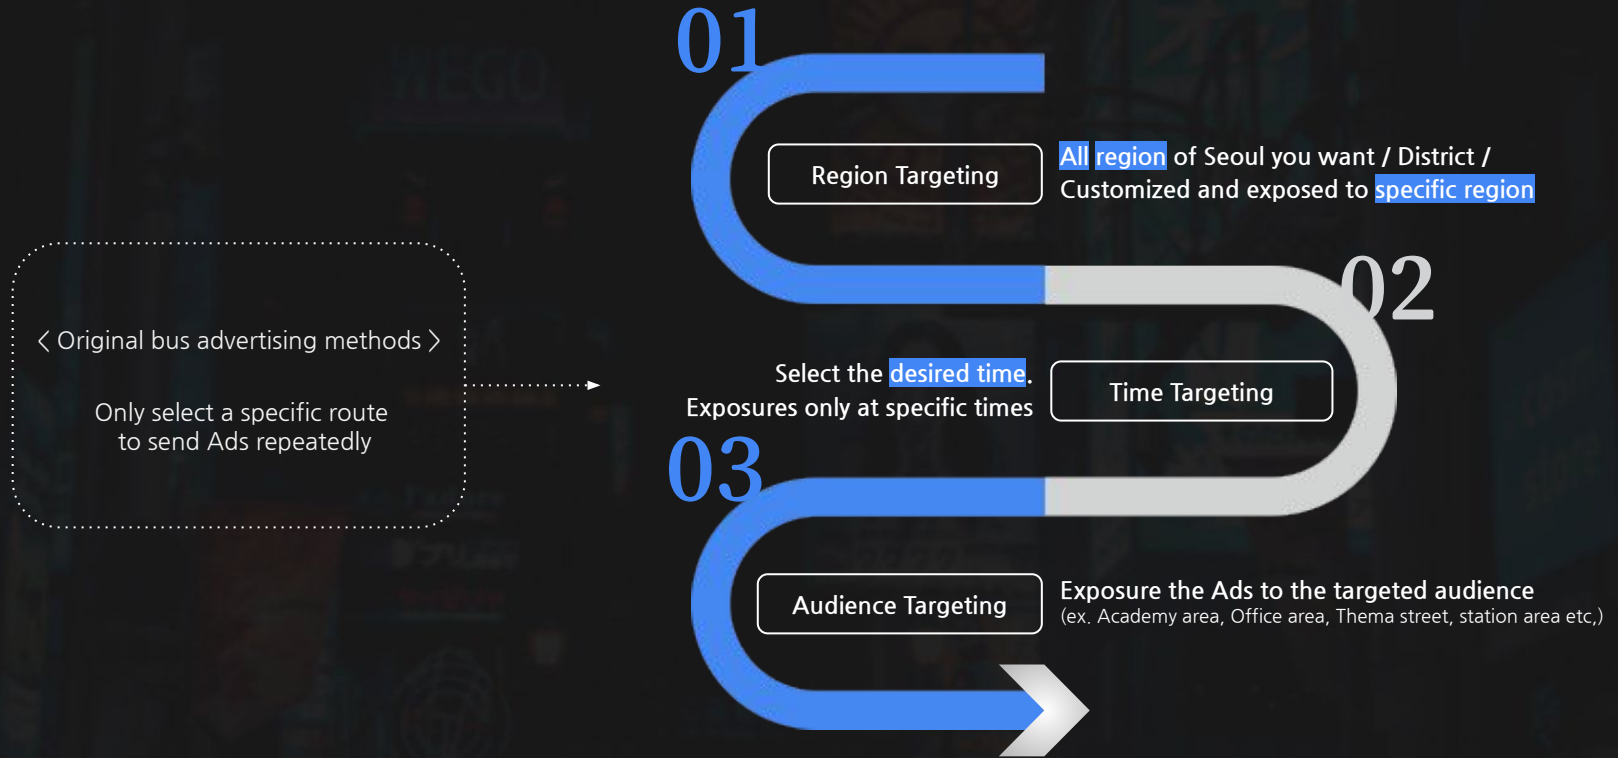 < Original bus advertising methods >
Only select a specific route
to send Ads repeatedly
01
Region Targeting
All region of Seoul you want / District /
Customized and exposed to specific region
02
Select the desired time.
Exposures only at specific times
Time Targeting
03
Audience Targeting
Exposure the Ads to the targeted audience
(ex. Academy area, Office area, Thema street, station area etc,)
WEGO